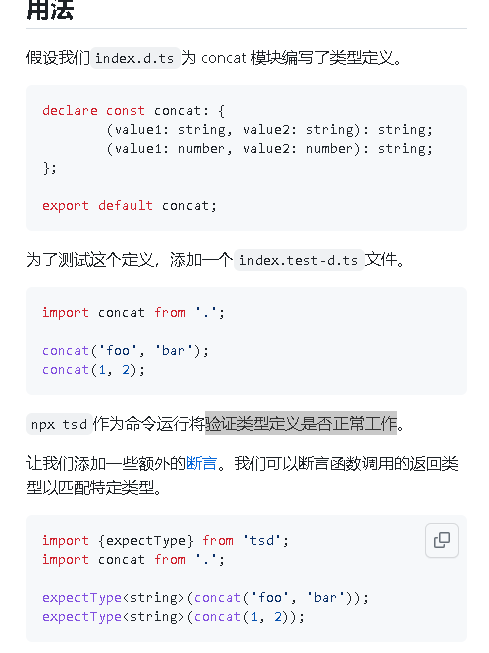 用法
假设我们 index.d.ts 为 concat 模块编写了类型定义。
declare const concat: {
        (value1: string, value2: string): string;
        (value1: number, value2: number): string;
};
export default concat;
为了测试这个定义，添加一个 index.test-d.ts 文件。
import concat from '.';
concat('foo', 'bar');
concat(1, 2);
npx tsd 作为命令运行将验证类型定义是否正常工作。
让我们添加一些额外的断言。我们可以断言函数调用的返回类
型以匹配特定类型。
import {expectType} from 'tsd';
import concat from '.';
expectType<string>(concat('foo', 'bar'));
expectType<string>(concat(1, 2));